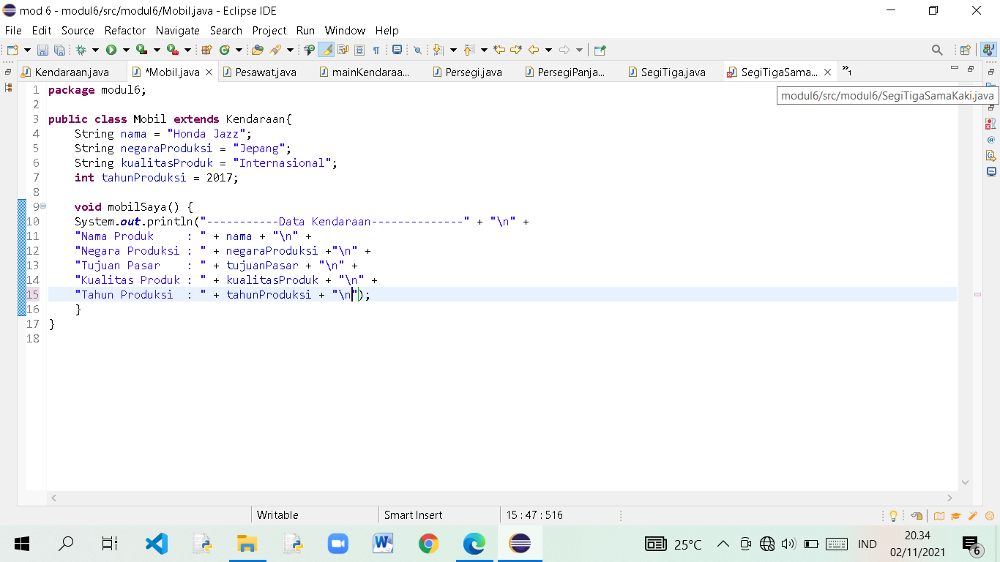 mod 6 - modul6/src/modul6/Mobil.java - Eclipse IDE
File Edit Source Refactor Navigate Search Project Run Window Help
Kendaraan.java *Mobil.java Pesawat.java mainKendaraa... Persegi.java PersegiPanja... SegiTiga.java SegiTigaSama... »1
modul6/src/modul6/SegiTigaSamaKaki.java
1 package modul6;
2
3 public class Mobil extends Kendaraan{
4 String nama = "Honda Jazz";
5 String negaraProduksi = "Jepang";
6 String kualitasProduk = "Internasional";
7 int tahunProduksi = 2017;
8
9 void mobilSaya() {
10 System.out.println("-----------Data Kendaraan--------------" + "\n" +
11 "Nama Produk     : " + nama + "\n" +
12 "Negara Produksi : " + negaraProduksi +"\n" +
13 "Tujuan Pasar    : " + tujuanPasar + "\n" +
14 "Kualitas Produk : " + kualitasProduk + "\n" +
15 "Tahun Produksi  : " + tahunProduksi + "\n");
16 }
17 }
18
Writable Smart Insert 15 : 47 : 516
25°C IND 20.34
02/11/2021 6